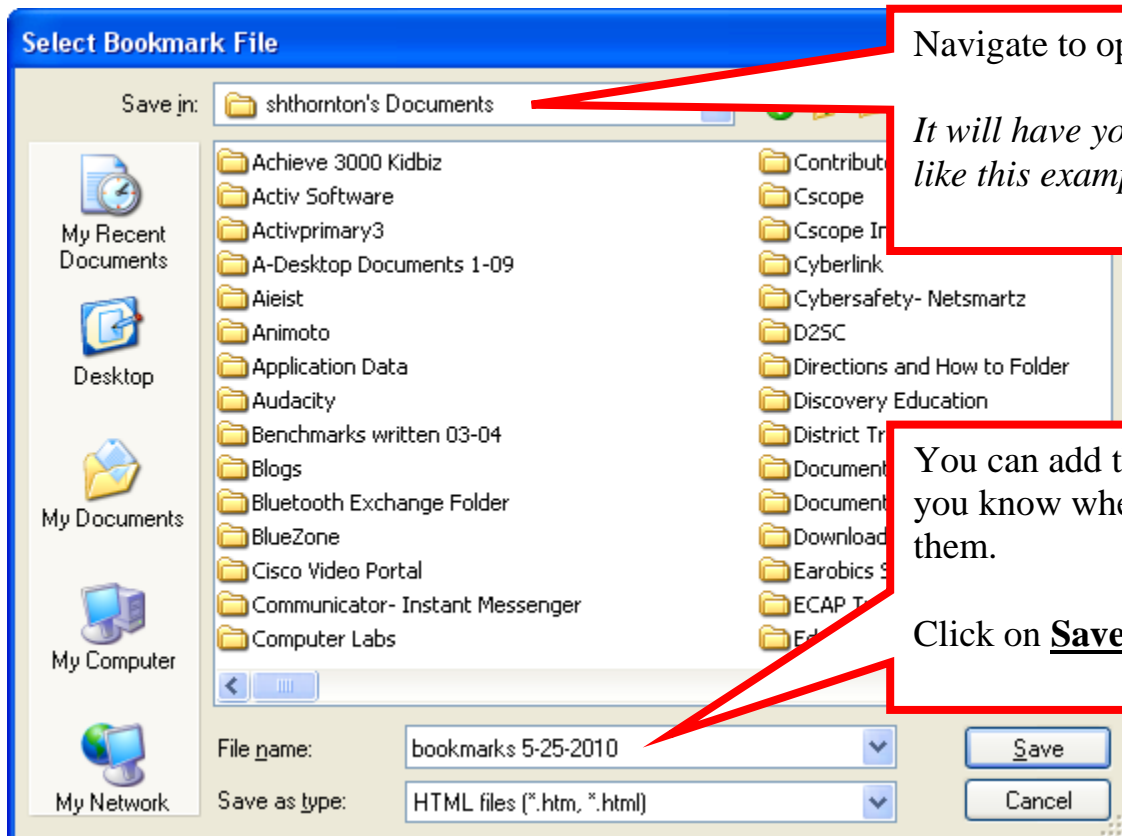 Select Bookmark File
Navigate to
It will have
like this
Save in:
shthornton's Documents
My Recent
Documents
Desktop
My Documents
My Computer
My Network
Achieve 3000 Kidbiz
Activ Software
Activprimary3
A-Desktop Documents 1-09
Aieist
Animoto
Application Data
Audacity
Benchmarks written 03-04
Blogs
Bluetooth Exchange Folder
BlueZone
Cisco Video Portal
Communicator- Instant Messenger
Computer Labs
Cscope
Cscope
Cyberlink
Cybersafety- Netsmartz
D2SC
Directions and How to Folder
Discovery Education
District
Earobics
ECAP
You can add
you know
them.
Click on Save
File name:
bookmarks 5-25-2010
Save
Save as type:
HTML files (*.htm, *.html)
Cancel